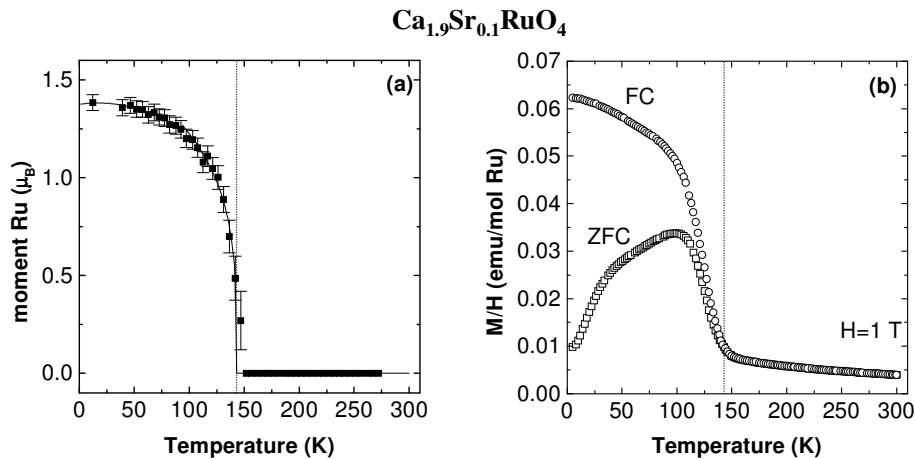 Ca1.9Sr0.1RuO4
(a)
1.5
1.0
0.5
0.0
moment Ru (μB)
0 50 100 150 200 250 300
Temperature (K)
(b)
0.07
0.06
0.05
0.04
0.03
0.02
0.01
0.00
M/H (emu/mol Ru)
FC
ZFC
H=1 T
0 50 100 150 200 250 300
Temperature (K)